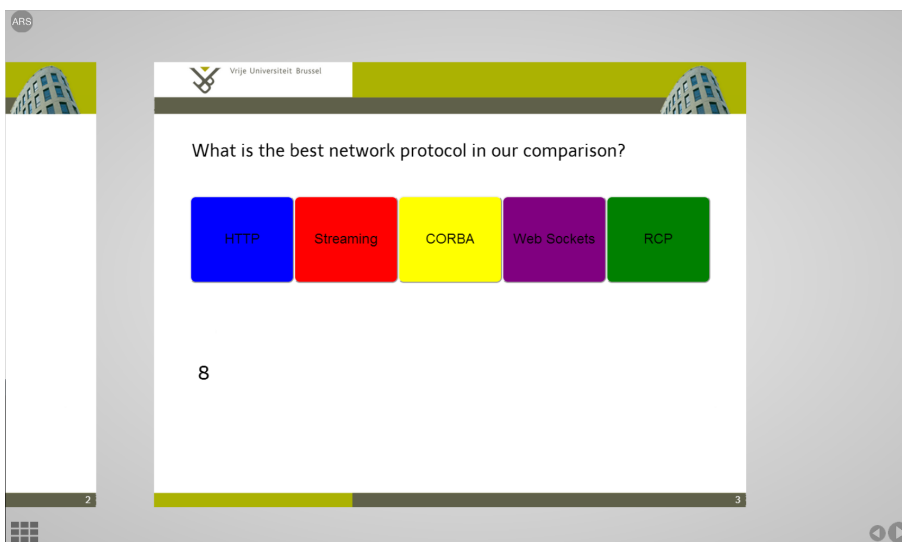 ARS
Vrije Universiteit Brussel
What is the best network protocol in our comparison?
HTTP Streaming CORBA Web Sockets RCP
8
2 3